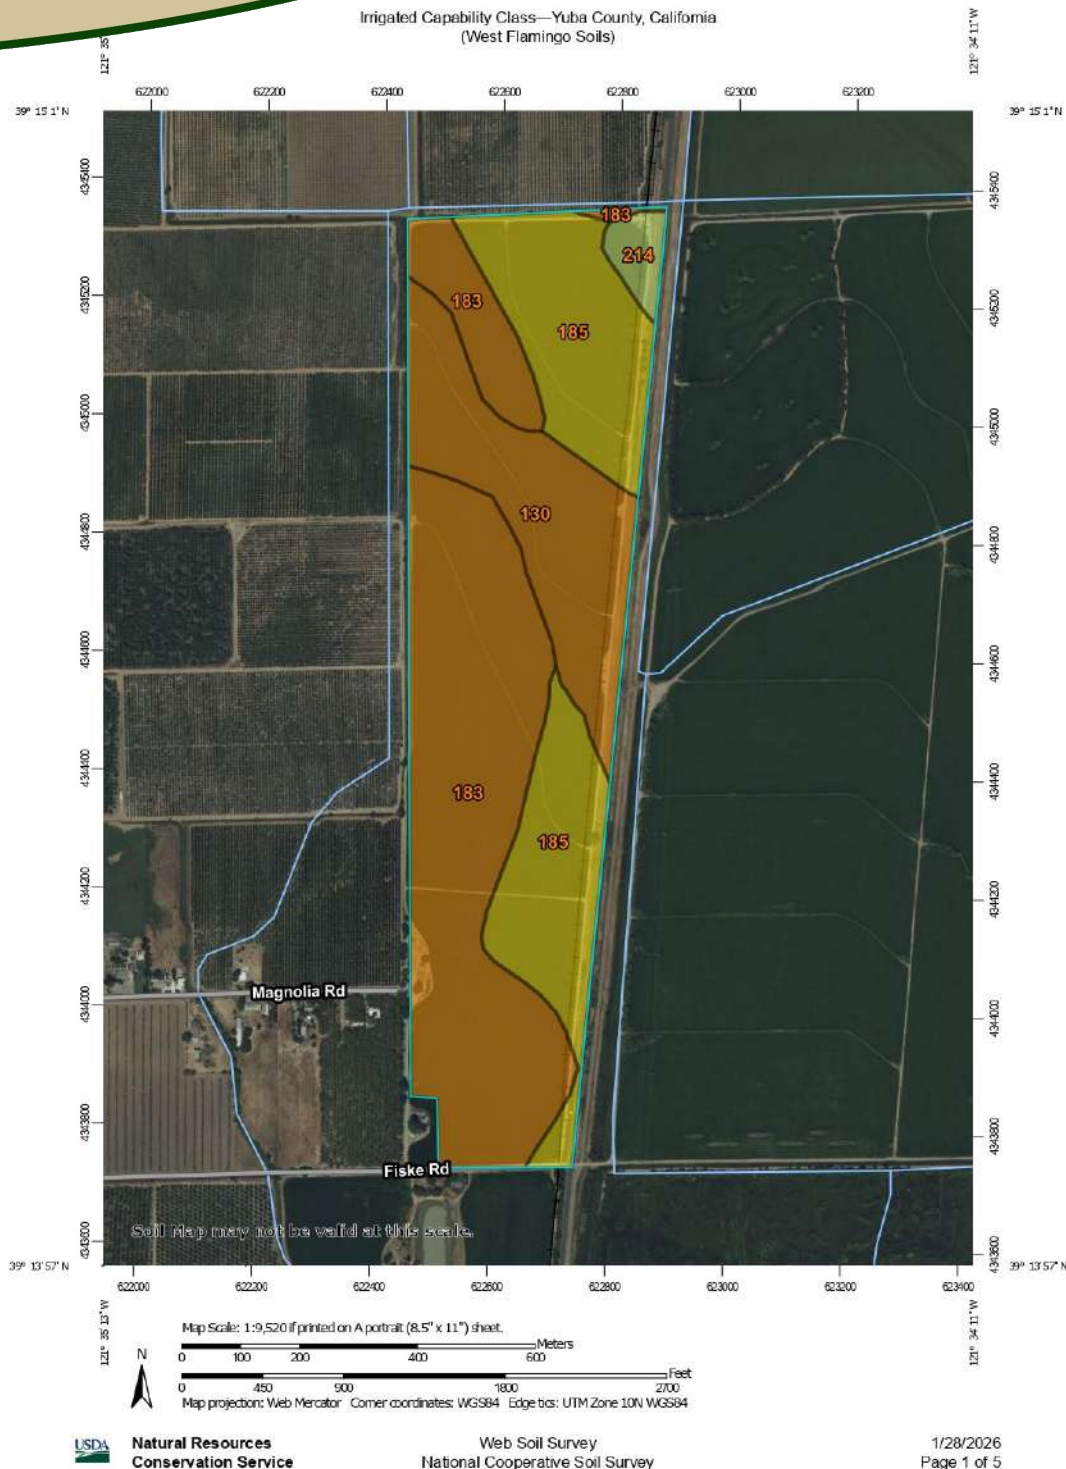 Irrigated Capability Class—Yuba County, California
(West Flamingo Soils)
121° 35'
121° 34' 11" W
622000 622200 622400 622600 622800 623000 623200
39° 15' 1" N
39° 15' 1" N
4345400
4345400
183
214
4345200
4345200
183
185
4345000
4345000
130
4344800
4344800
4344600
4344600
4344400
4344400
183
185
4344200
4344200
Magnolia Rd
4344000
4344000
4343800
4343800
Fiske Rd
Soil Map may not be valid at this scale.
4343600
4343600
39° 13' 57" N
39° 13' 57" N
622000 622200 622400 622600 622800 623000 623200 623400
121° 35' 13" W
121° 34' 11" W
Map Scale: 1:9,520 if printed on A portrait (8.5" x 11") sheet.
Meters
0 100 200 400 600
Feet
0 450 900 1800 2700
N
Map projection: Web Mercator Corner coordinates: WGS84 Edge tics: UTM Zone 10N WGS84
USDA
Natural Resources
Conservation Service
Web Soil Survey
National Cooperative Soil Survey
1/28/2026
Page 1 of 5